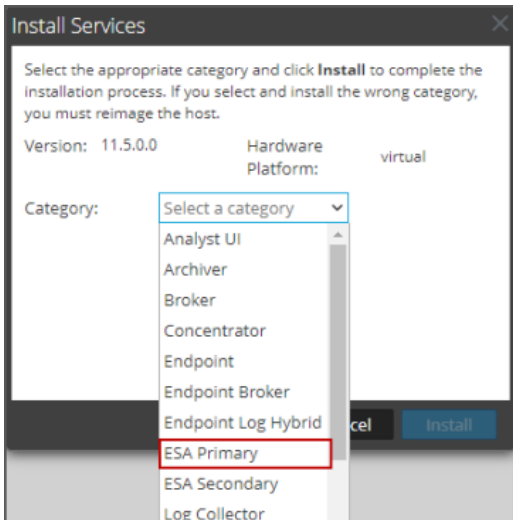 Install Services
Select the appropriate category and click Install to complete the
installation process. If you select and install the wrong category,
you must reimage the host.
Version: 11.5.0.0 Hardware Platform: virtual
Category: Select a category
Analyst UI
Archiver
Broker
Concentrator
Endpoint
Endpoint Broker
Endpoint Log Hybrid
Install
ESA Primary
ESA Secondary
Log Collector